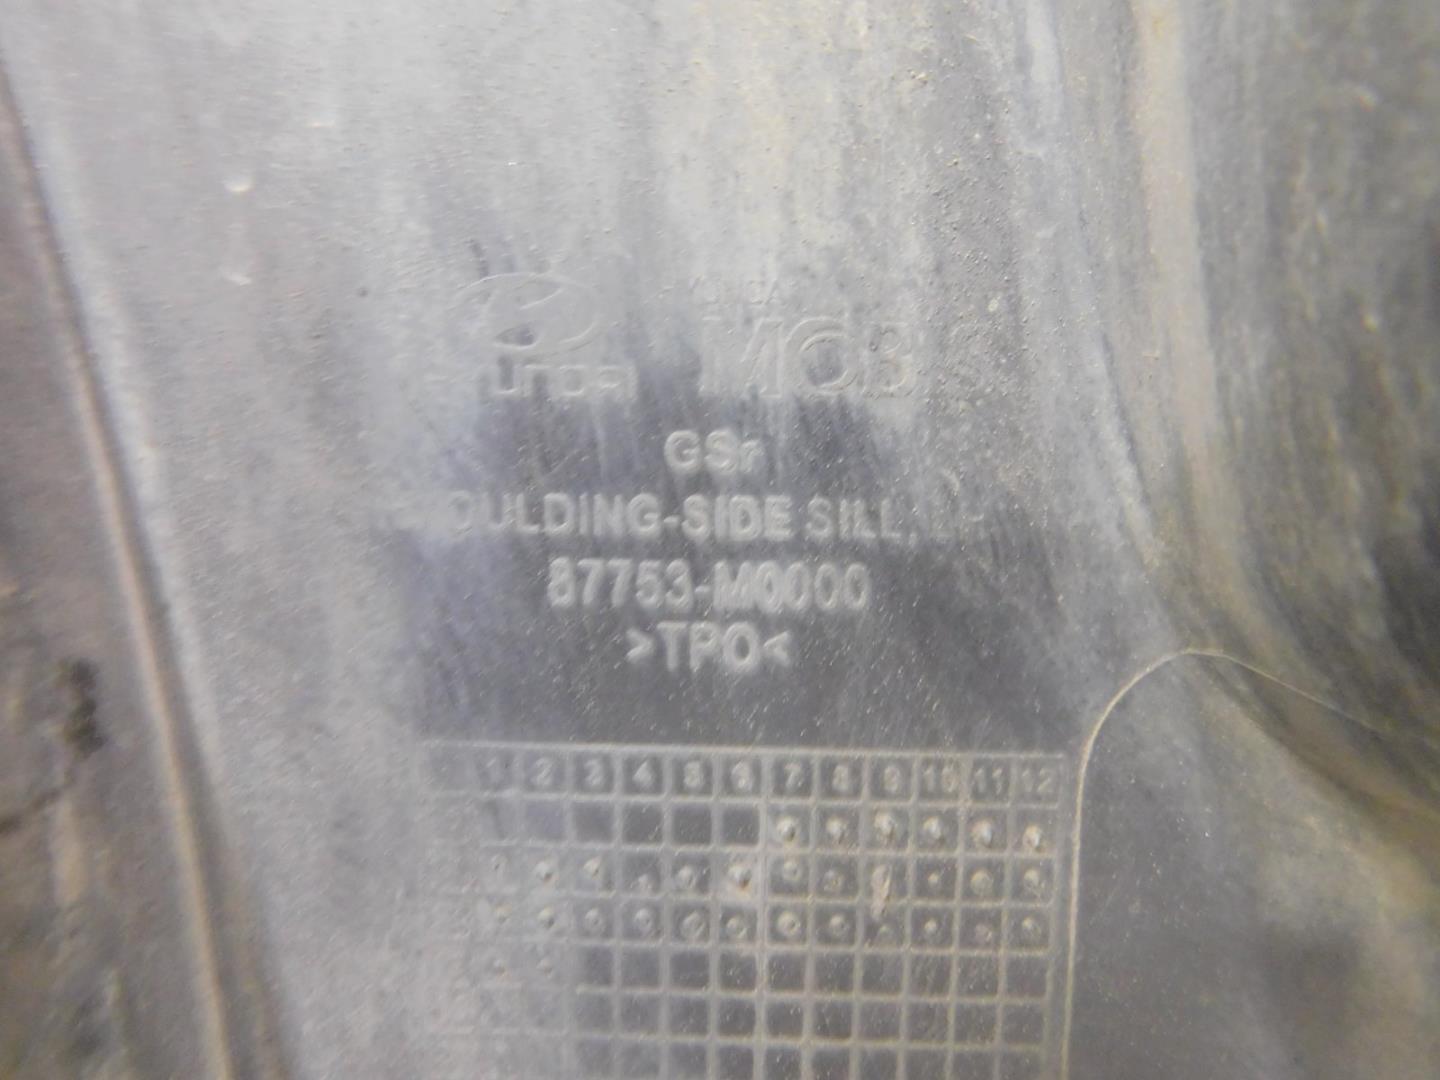 MOBIS
GSr
MOULDING-SIDE SILL, LH
87753-M0000
>TPO<
1 2 3 4 5 6 7 8 9 10 11 12